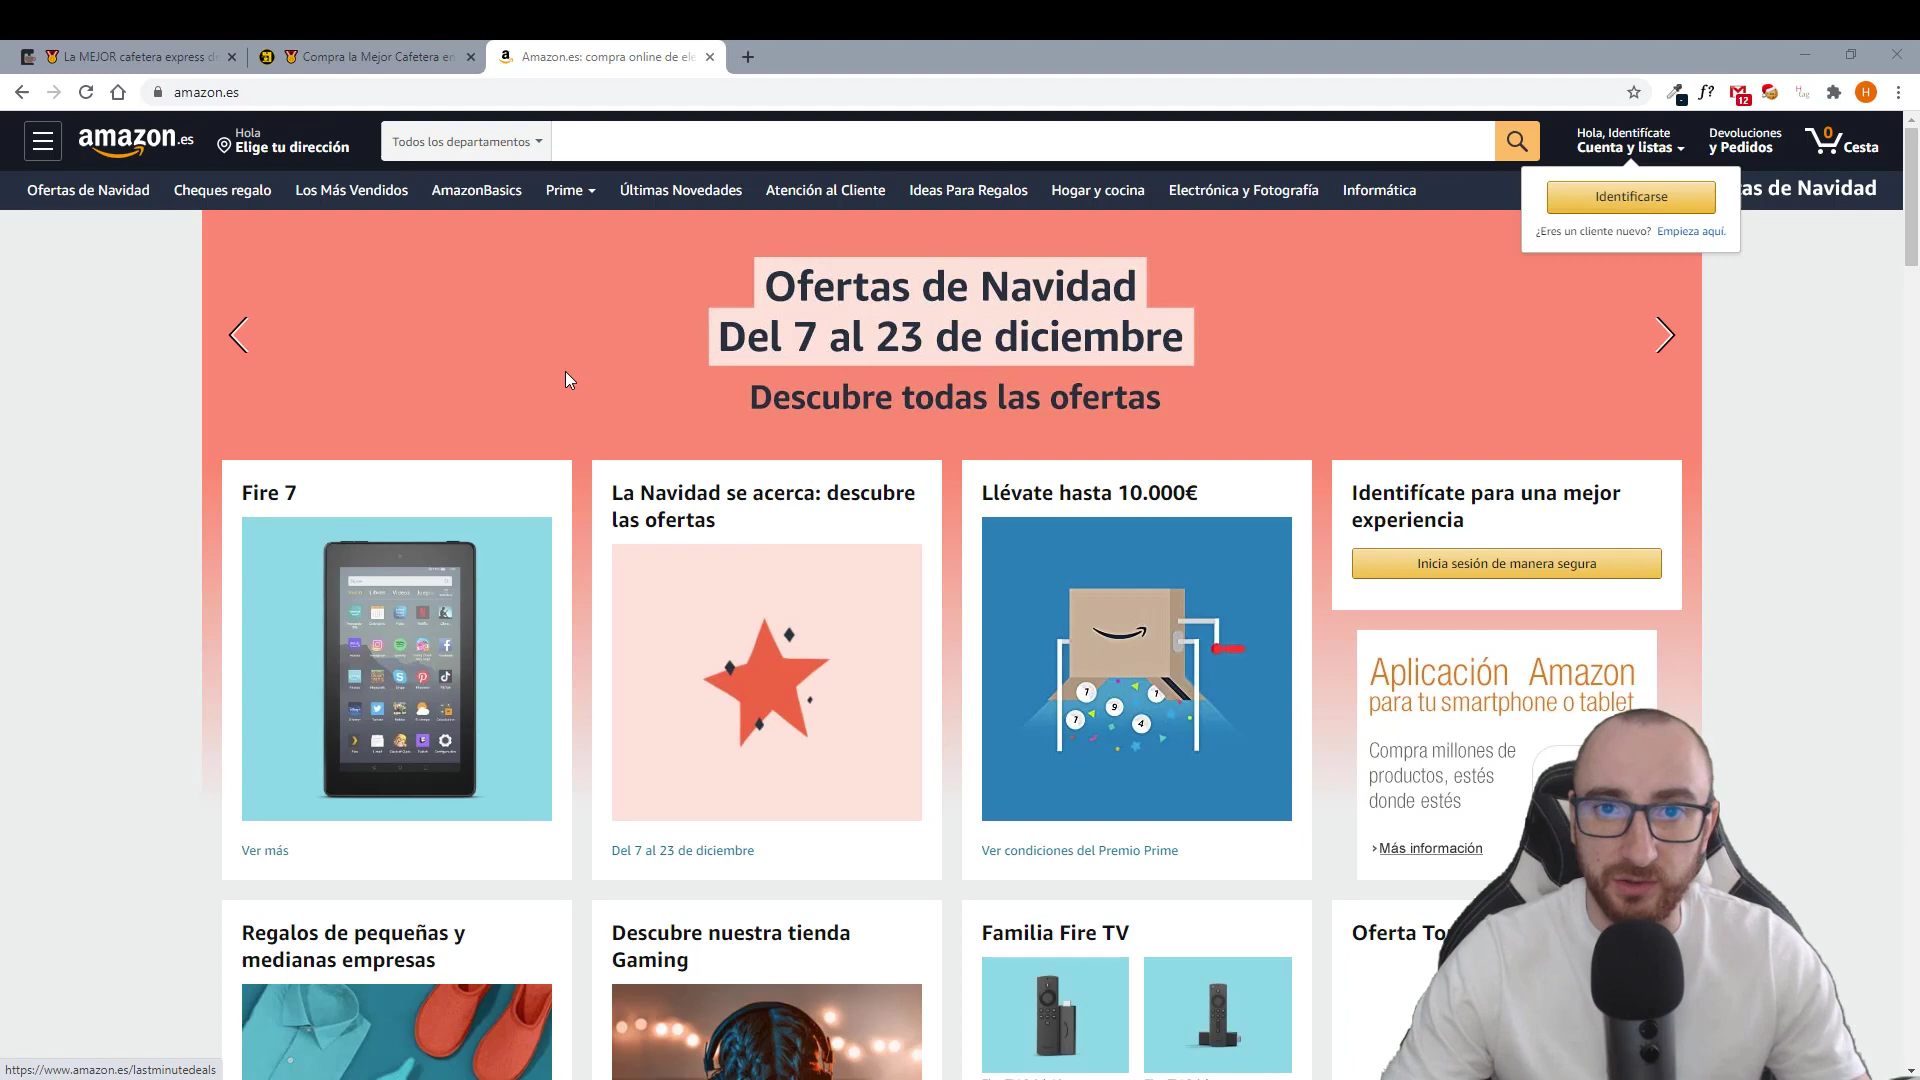 La MEJOR cafetera express de
Compra la Mejor Cafetera en
Amazon.es: compra online de ele
amazon.es
f?
12
H
amazon.es
Hola
Elige tu dirección
Todos los departamentos
Hola, Identifícate
Cuenta y listas
Devoluciones
y Pedidos
0
Cesta
Ofertas de Navidad
Cheques regalo
Los Más Vendidos
AmazonBasics
Prime
Últimas Novedades
Atención al Cliente
Ideas Para Regalos
Hogar y cocina
Electrónica y Fotografía
Informática
as de Navidad
Identificarse
¿Eres un cliente nuevo? Empieza aquí.
Ofertas de Navidad
Del 7 al 23 de diciembre
Descubre todas las ofertas
Fire 7
Ver más
La Navidad se acerca: descubre
las ofertas
Del 7 al 23 de diciembre
Llévate hasta 10.000€
1
1
9
1
4
Ver condiciones del Premio Prime
Identifícate para una mejor
experiencia
Inicia sesión de manera segura
Aplicación Amazon
para tu smartphone o tablet
Compra millones de
productos, estés
donde estés
›Más información
Regalos de pequeñas y
medianas empresas
Descubre nuestra tienda
Gaming
Familia Fire TV
Oferta
https://www.amazon.es/lastminutedeals